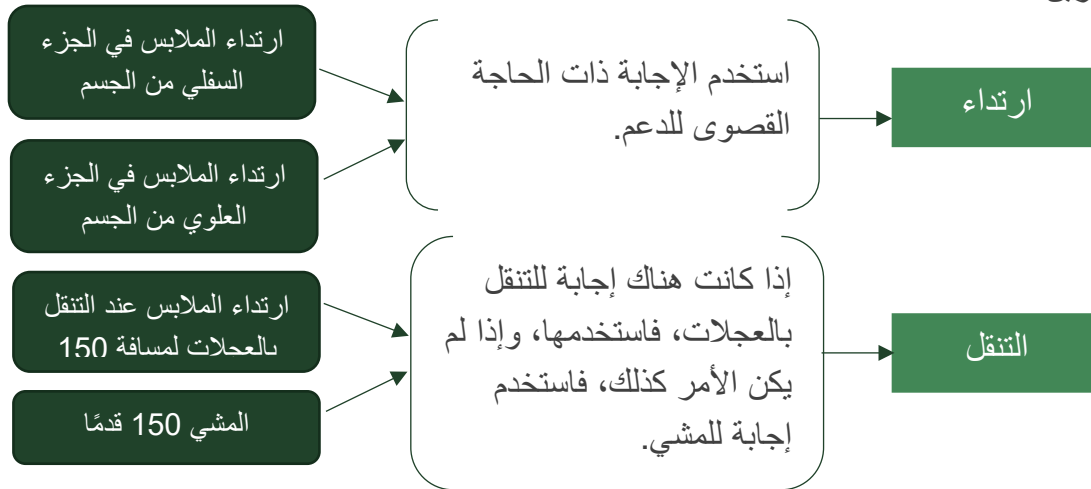 ارتداء الملابس في الجزء
السفلي من الجسم
ارتداء الملابس في الجزء
العلوي من الجسم
استخدم الإجابة ذات الحاجة
القصوى للدعم.
ارتداء
ارتداء الملابس عند التنقل
بالعجلات لمسافة 150
المشي 150 قدمًا
إذا كانت هناك إجابة للتنقل
بالعجلات، فاستخدمها، وإذا لم
يكن الأمر كذلك، فاستخدم
إجابة للمشي.
التنقل